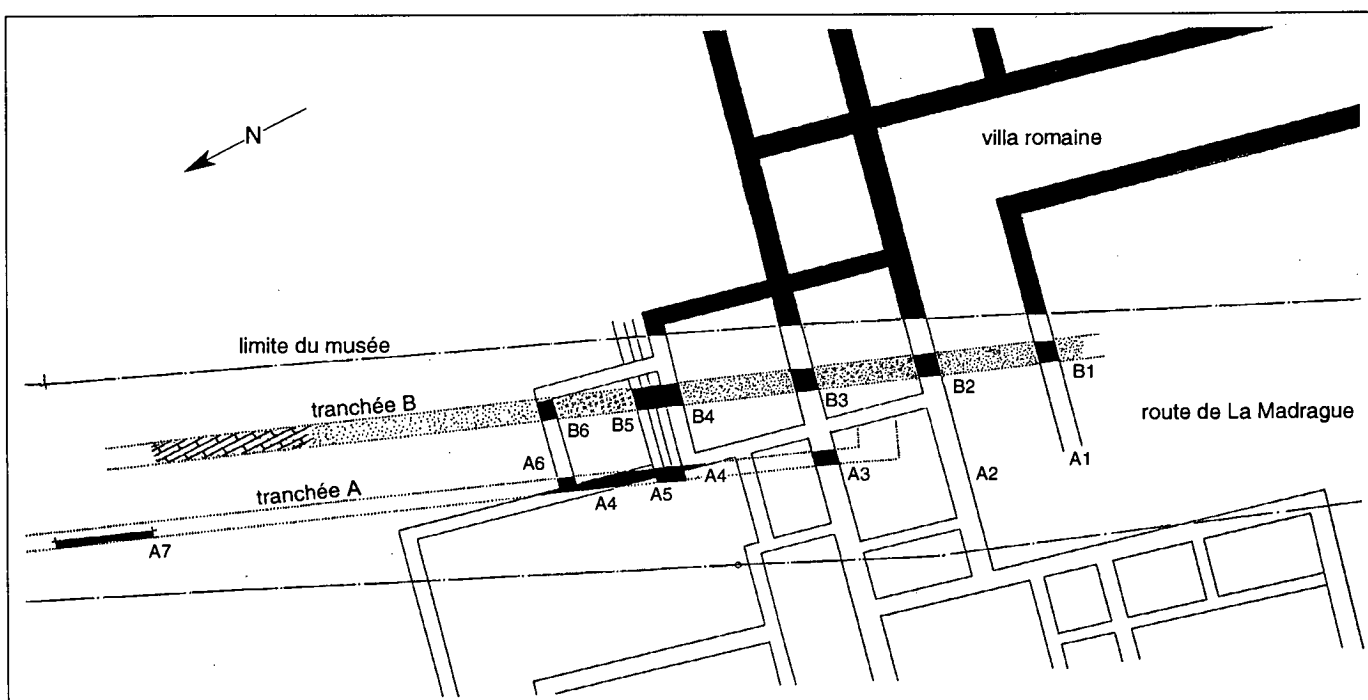 N
villa romaine
limite du musée
tranchée B
B6
B5
B4
B3
B2
B1
route de La Madrague
A6
tranchée A
A4
A5
A4
A3
A2
A1
A7